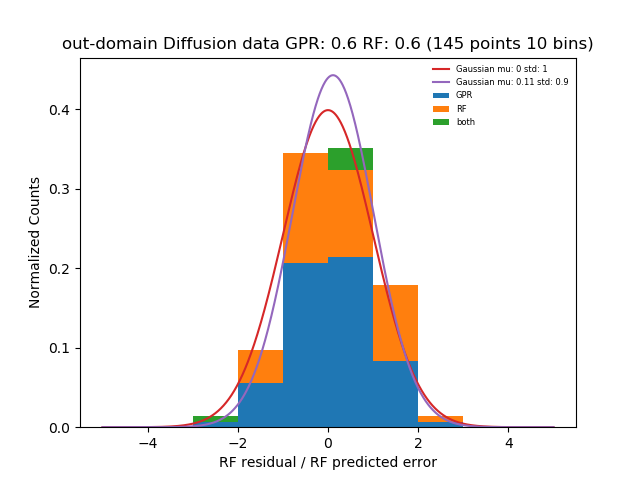 out-domain Diffusion data GPR: 0.6 RF: 0.6 (145 points 10 bins)
Gaussian mu: 0 std: 1
Gaussian mu: 0.11 std: 0.9
GPR
RF
both
Normalized Counts
0.4
0.3
0.2
0.1
0.0
−4 −2 0 2 4
RF residual / RF predicted error